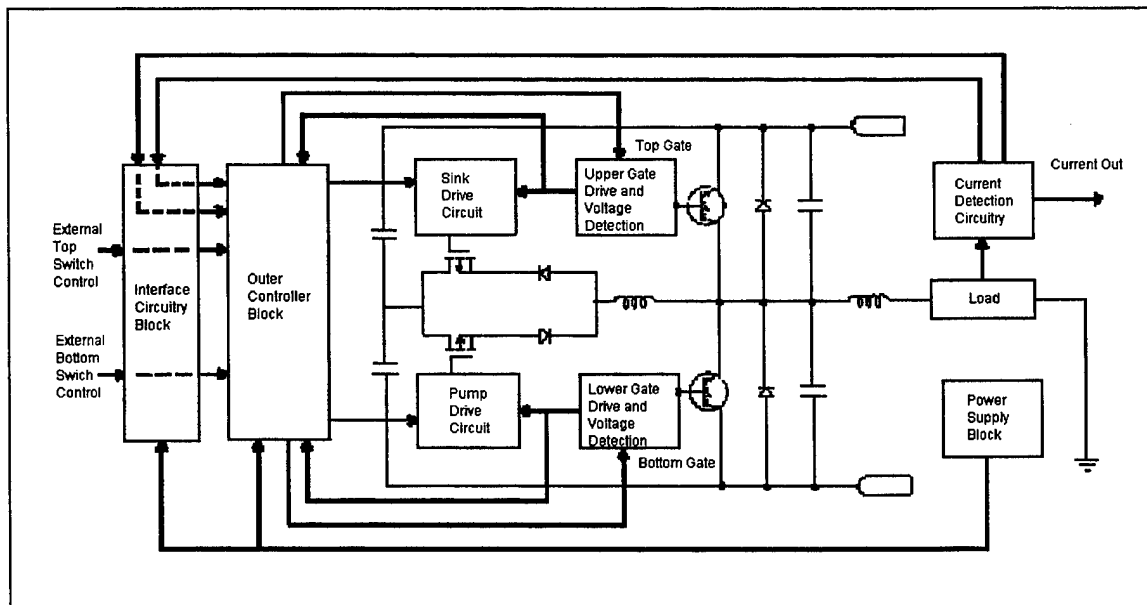 Top Gate
Current Out
Sink
Drive
Circuit
Upper Gate
Drive and
Voltage
Detection
Current
Detection
Circuitry
External
Top
Switch
Control
Interface
Circuitry
Block
Outer
Controller
Block
Load
External
Bottom
Swich
Control
Pump
Drive
Circuit
Lower Gate
Drive and
Voltage
Detection
Power
Supply
Block
Bottom Gate